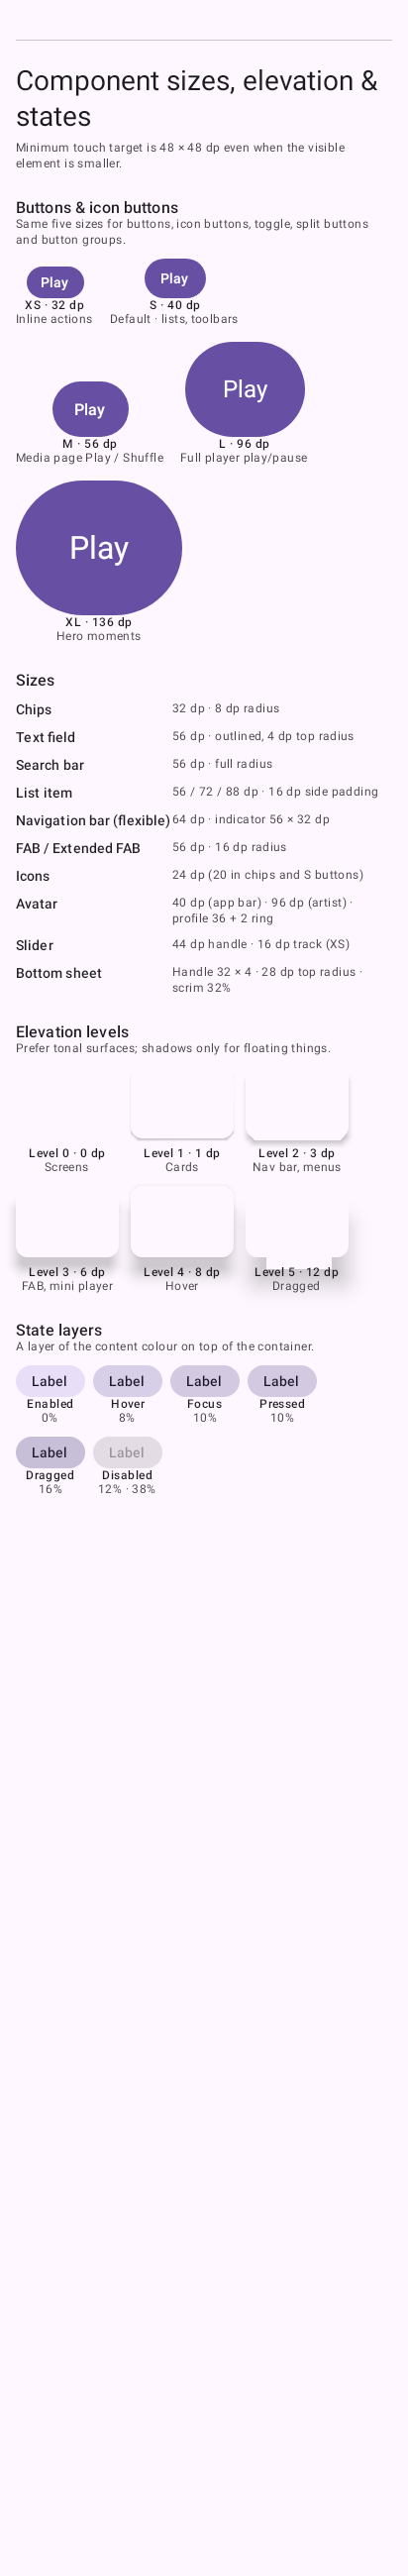 Component sizes, elevation &
states
Minimum touch target is 48 × 48 dp even when the visible
element is smaller.
Buttons & icon buttons
Same five sizes for buttons, icon buttons, toggle, split buttons
and button groups.
Play
Play
XS · 32 dp
S · 40 dp
Inline actions
Default · lists, toolbars
Play
Play
M · 56 dp
L · 96 dp
Media page Play / Shuffle
Full player play/pause
Play
XL · 136 dp
Hero moments
Sizes
Chips
32 dp · 8 dp radius
Text field
56 dp · outlined, 4 dp top radius
Search bar
56 dp · full radius
List item
56 / 72 / 88 dp · 16 dp side padding
Navigation bar (flexible)
64 dp · indicator 56 × 32 dp
FAB / Extended FAB
56 dp · 16 dp radius
Icons
24 dp (20 in chips and S buttons)
Avatar
40 dp (app bar) · 96 dp (artist) ·
profile 36 + 2 ring
Slider
44 dp handle · 16 dp track (XS)
Bottom sheet
Handle 32 × 4 · 28 dp top radius ·
scrim 32%
Elevation levels
Prefer tonal surfaces; shadows only for floating things.
Level 0 · 0 dp
Level 1 · 1 dp
Level 2 · 3 dp
Screens
Cards
Nav bar, menus
Level 3 · 6 dp
Level 4 · 8 dp
Level 5 · 12 dp
FAB, mini player
Hover
Dragged
State layers
A layer of the content colour on top of the container.
Label
Label
Label
Label
Enabled
Hover
Focus
Pressed
0%
8%
10%
10%
Label
Label
Dragged
Disabled
16%
12% · 38%